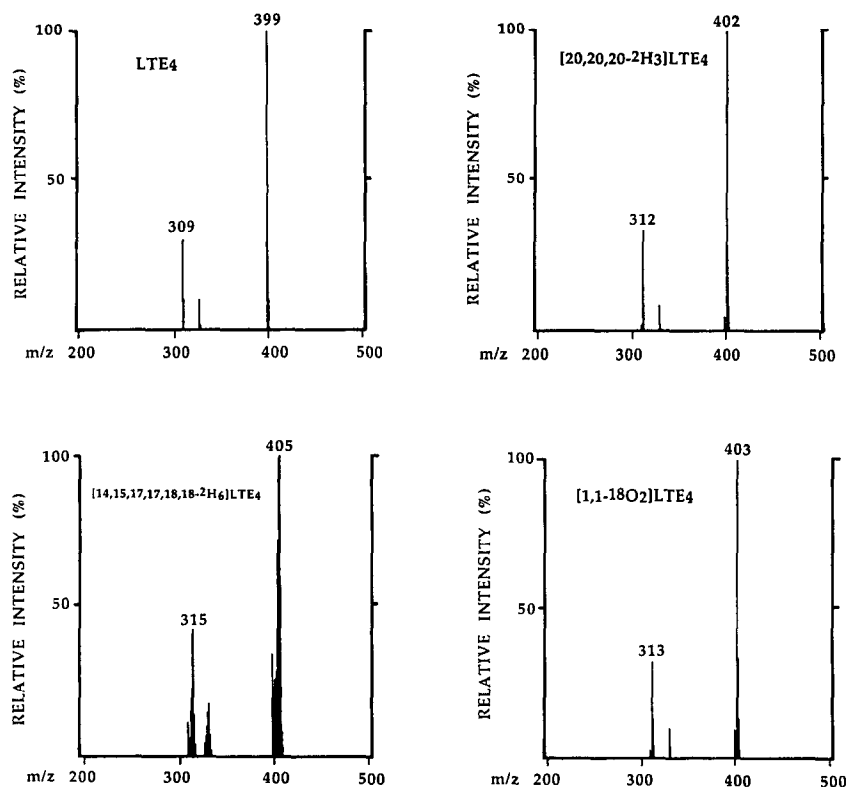 399
100
LTE4
RELATIVE INTENSITY (%)
50
309
m/z
200
300
400
500
402
100
[20,20,20-2H3]LTE4
RELATIVE INTENSITY (%)
50
312
m/z
200
300
400
500
405
100
[14,15,17,17,18,18-2H6]LTE4
RELATIVE INTENSITY (%)
50
315
m/z
200
300
400
500
403
100
[1,1-18O2]LTE4
RELATIVE INTENSITY (%)
50
313
m/z
200
300
400
500